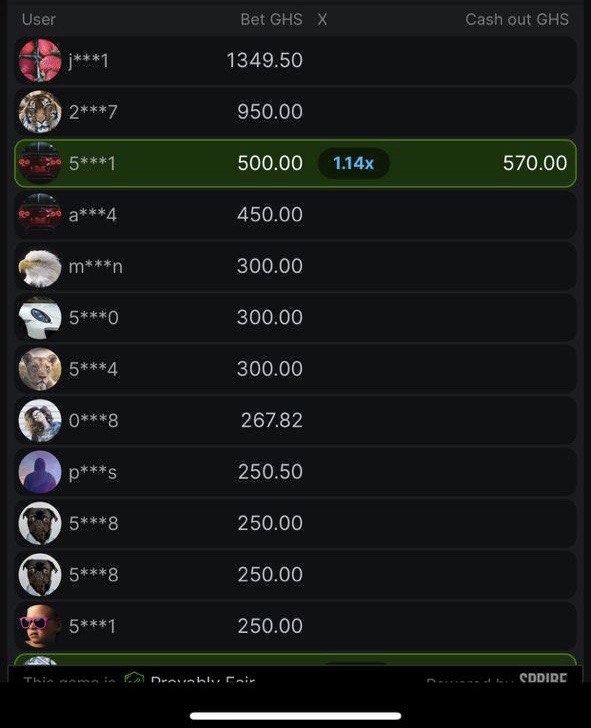 User Bet GHS X Cash out GHS
j***1 1349.50
2***7 950.00
5***1 500.00 1.14x 570.00
a***4 450.00
m***n 300.00
5***0 300.00
5***4 300.00
0***8 267.82
p***s 250.50
5***8 250.00
5***8 250.00
5***1 250.00
This game is Provably Fair Powered by SPRIBE